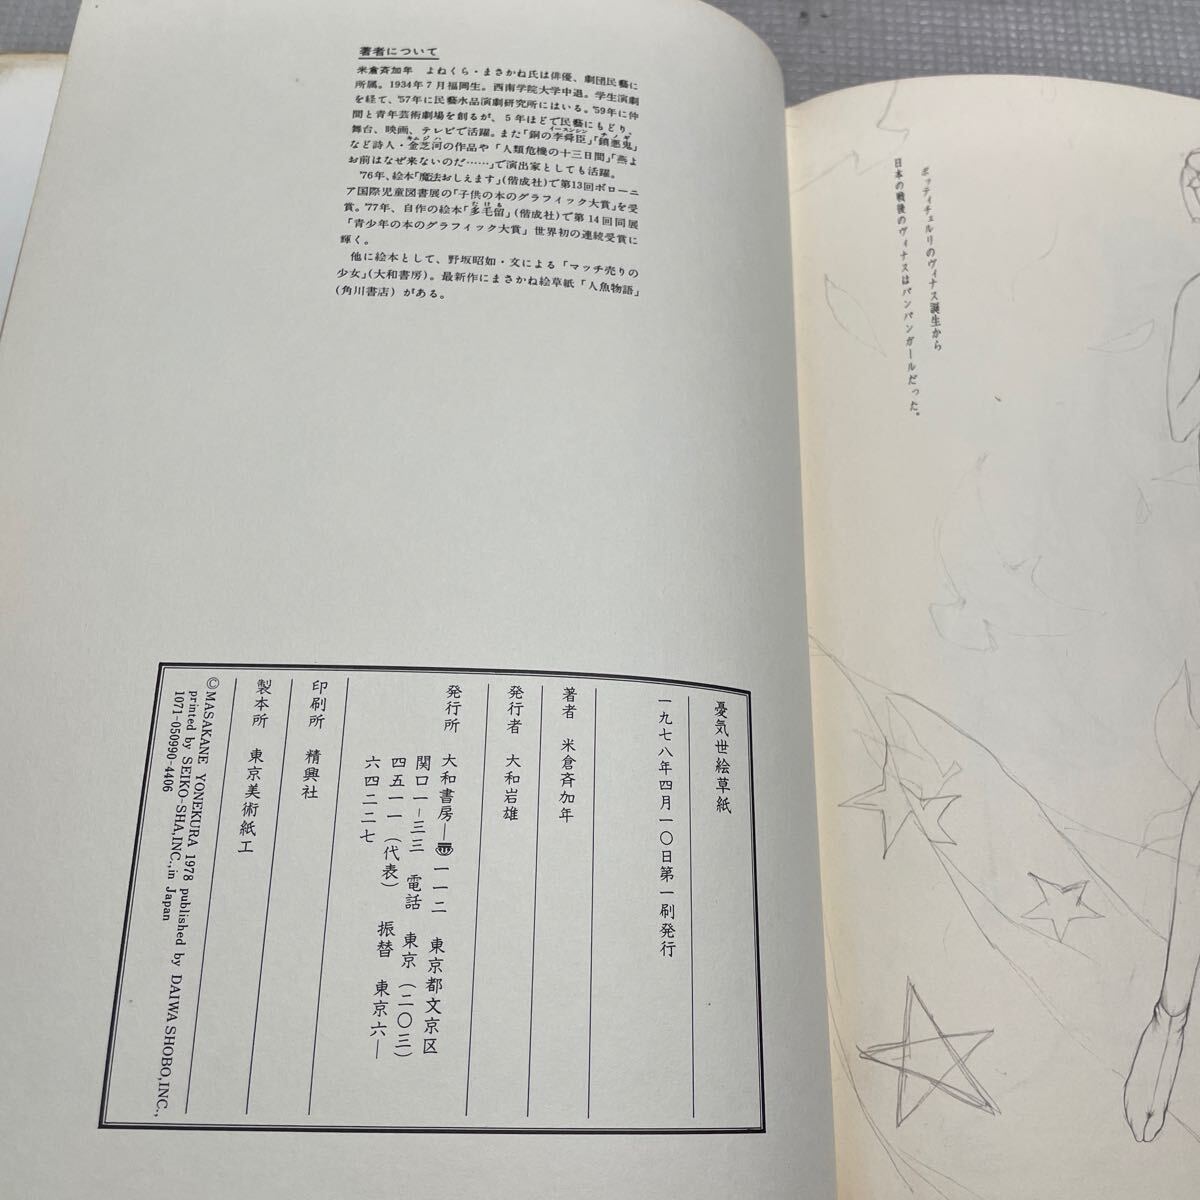 著者について
米倉斉加年　よねくら・まさかね氏は俳優、劇団民藝に
所属。1934年7月福岡生。西南学院大学中退。学生演劇
を経て、'57年に民藝水品演劇研究所にはいる。'59年に仲
間と青年芸術劇場を創るが、5年ほどで民藝にもどり、
舞台、映画、テレビで活躍。また「銅の李舜臣」「鎮悪鬼」
など詩人・金芝河の作品や「人類危機の十三日間」「燕よ
お前はなぜ来ないのだ……」で演出家としても活躍。
'76年、絵本「魔法おしえます」(偕成社)で第13回ボローニ
ア国際児童図書展の「子供の本のグラフィック大賞」を受
賞。'77年、自作の絵本「多毛留」(偕成社)で第14回同展
「青少年の本のグラフィック大賞」世界初の連続受賞に
輝く。
他に絵本として、野坂昭如・文による「マッチ売りの
少女」(大和書房)。最新作にまさかね絵草紙「人魚物語」
(角川書店)がある。
憂気世絵草紙
一九七八年四月一〇日第一刷発行
著者　米倉斉加年
発行者　大和岩雄
発行所　大和書房―〠一一二　東京都文京区
関口一―三三　電話　東京(二〇三)
四五一一(代表)　振替　東京六―
六四二二七
印刷所　精興社
製本所　東京美術紙工
©MASAKANE YONEKURA 1978 published by DAIWA SHOBO,INC.,
printed by SEIKO-SHA,INC.,in Japan
1071-050990-4406
ボッティチェルリのヴィナス誕生から
日本の戦後のヴィナスはパンパンガールだった。